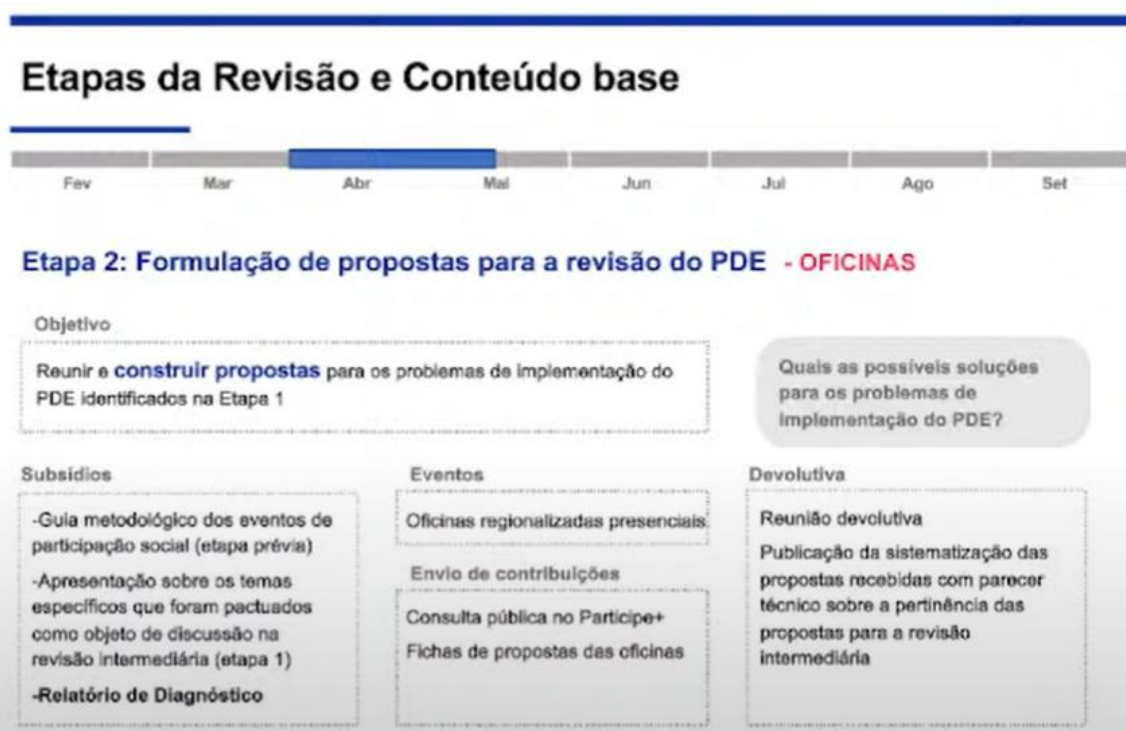 Etapas da Revisão e Conteúdo base
Fev Mar Abr Mai Jun Jul Ago Set
Etapa 2: Formulação de propostas para a revisão do PDE - OFICINAS
Objetivo
Reunir e construir propostas para os problemas de implementação do
PDE identificados na Etapa 1
Quais as possíveis soluções
para os problemas de
implementação do PDE?
Subsídios
-Guia metodológico dos eventos de
participação social (etapa prévia)
-Apresentação sobre os temas
específicos que foram pactuados
como objeto de discussão na
revisão intermediária (etapa 1)
-Relatório de Diagnóstico
Eventos
Oficinas regionalizadas presenciais
Envio de contribuições
Consulta pública no Participe+
Fichas de propostas das oficinas
Devolutiva
Reunião devolutiva
Publicação da sistematização das
propostas recebidas com parecer
técnico sobre a pertinência das
propostas para a revisão
intermediária